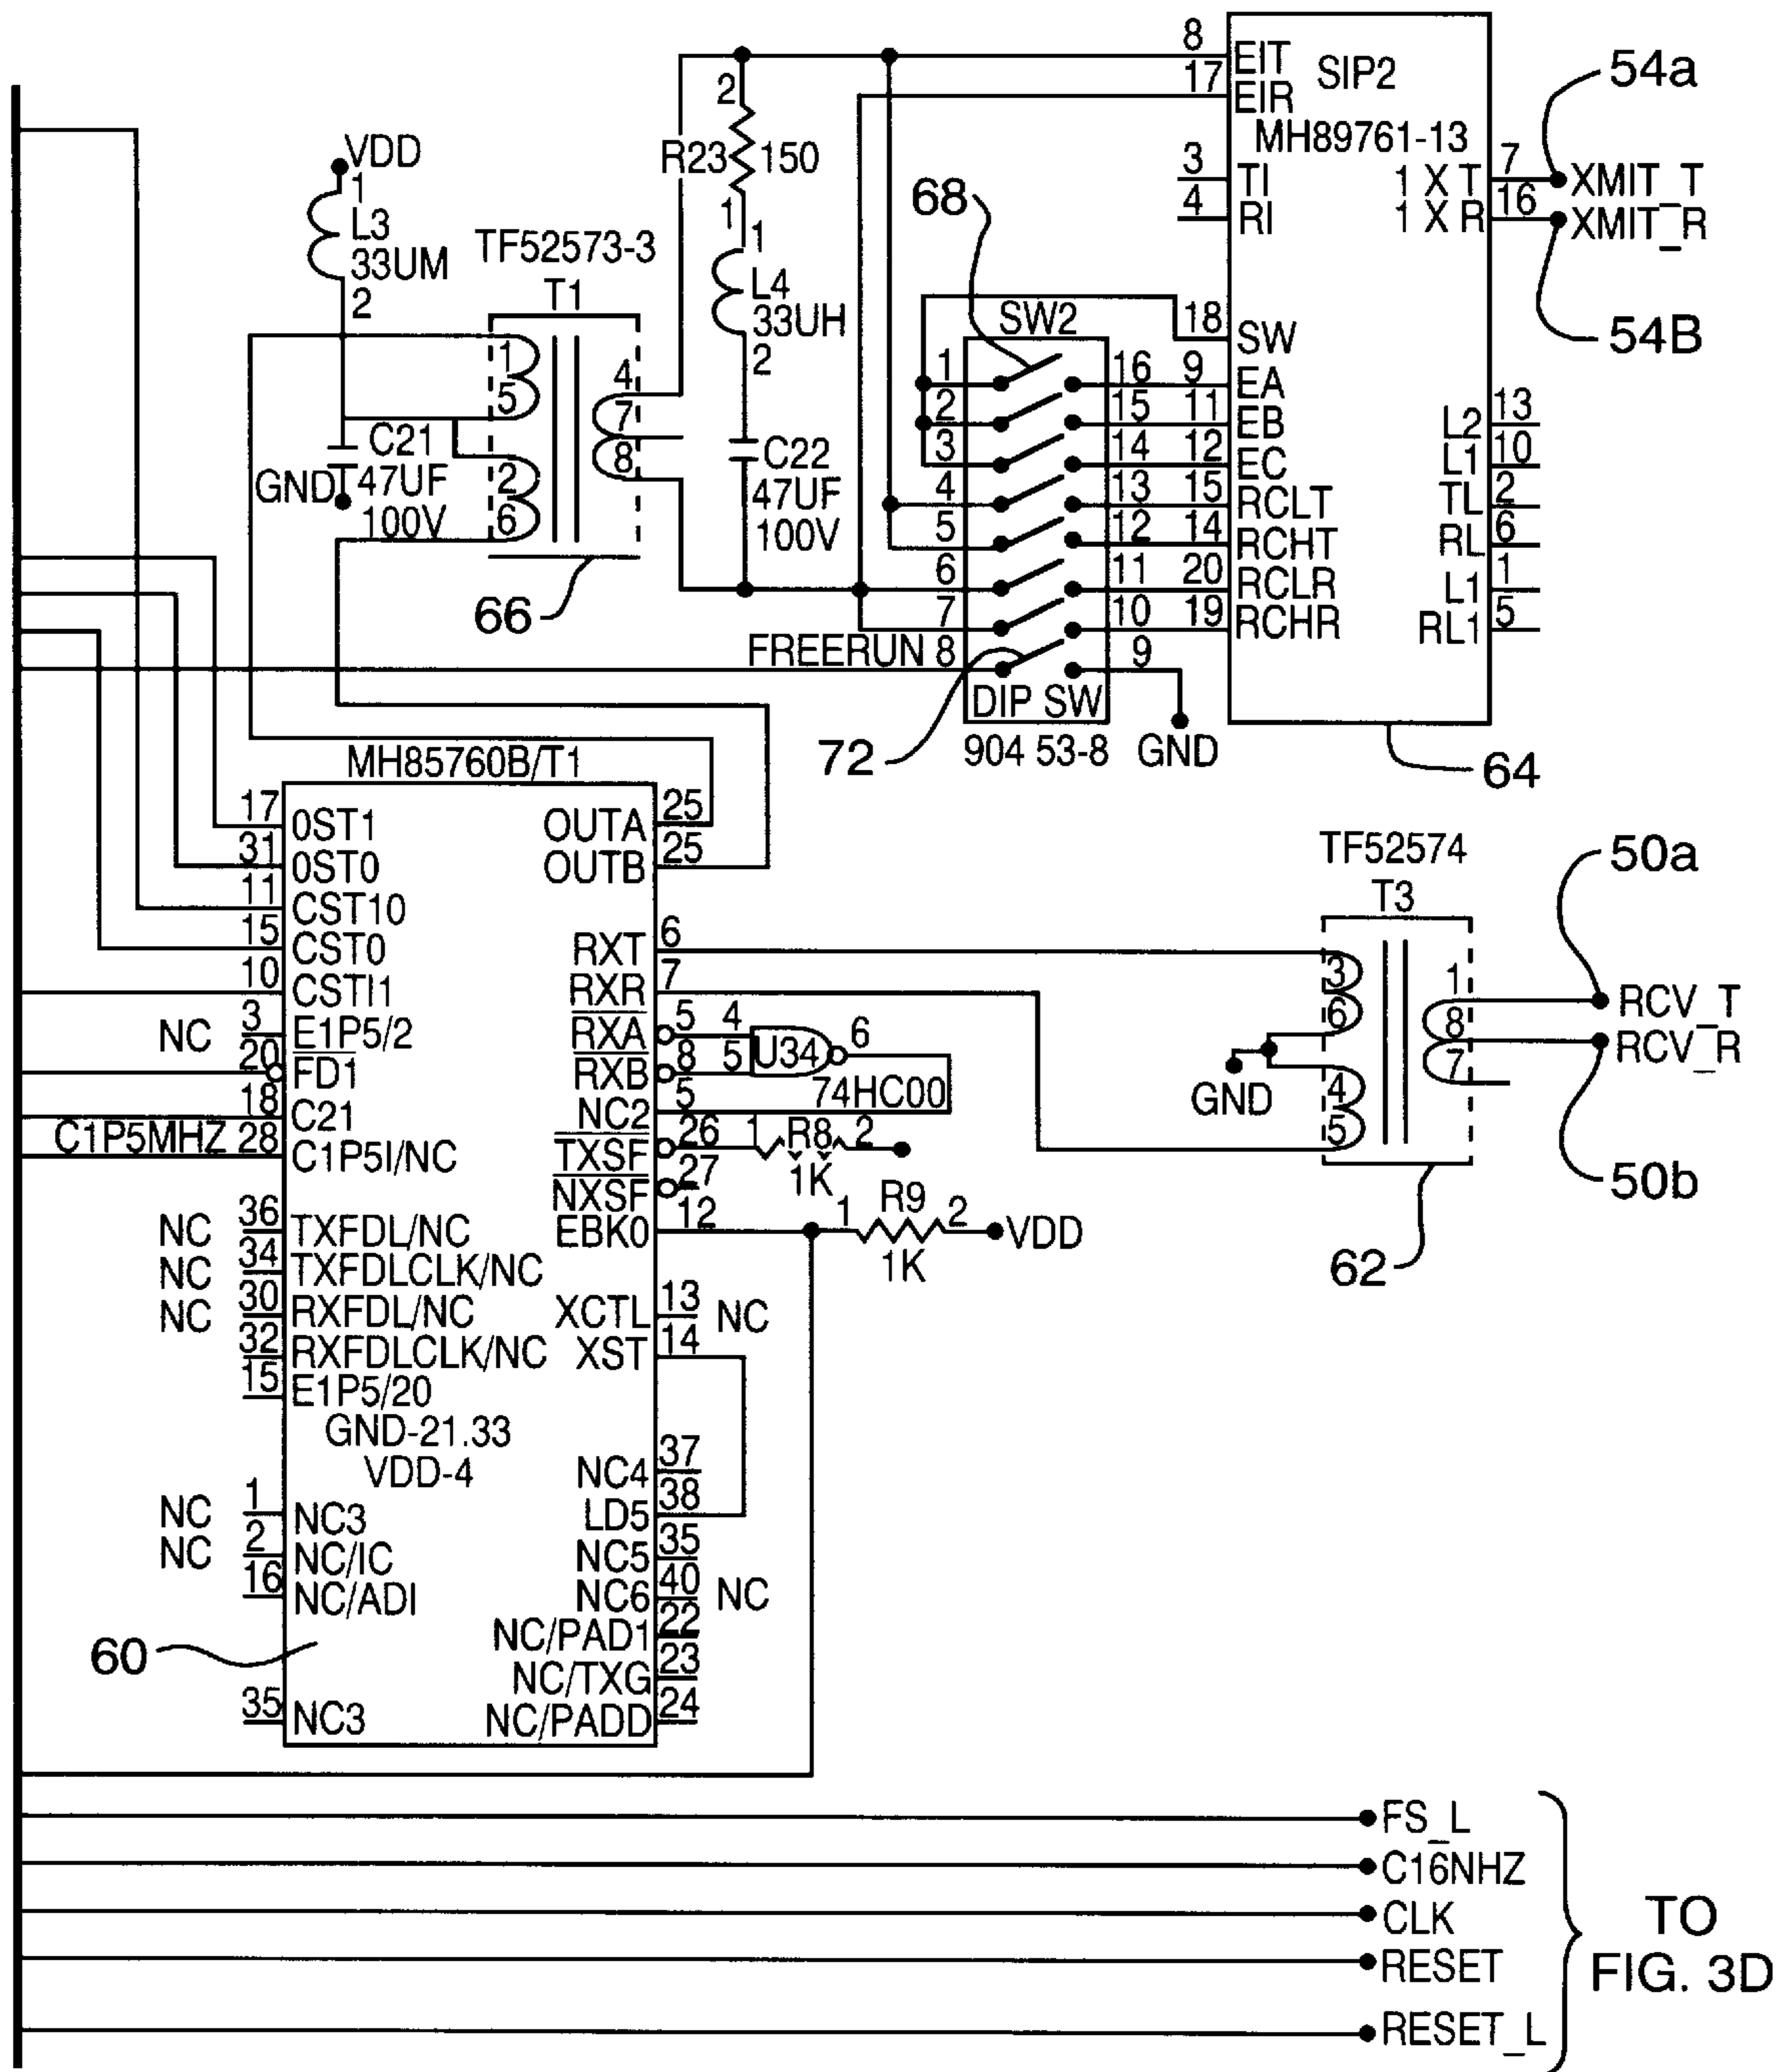 8
EIT
SIP2
54a
17
EIR
2
MH89761-13
R23
150
VDD
1
3
TI
1 X T
7
XMIT_T
4
RI
1 X R
16
XMIT_R
68
1
1
L3
33UM
2
TF52573-3
T1
L4
33UH
2
SW2
18
SW
54B
1
16
9
EA
5
4
2
15
11
EB
L2
13
7
3
14
12
EC
L1
10
C21
47UF
100V
GND
2
8
C22
47UF
100V
4
13
15
RCLT
TL
2
6
5
12
14
RCHT
RL
6
6
11
20
RCLR
L1
1
66
7
10
19
RCHR
RL1
5
FREERUN
8
9
DIP SW
72
904 53-8
GND
64
MH85760B/T1
17
0ST1
OUTA
25
31
0ST0
OUTB
25
TF52574
T3
50a
11
CST10
15
CST0
RXT
6
3
1
RCV_T
10
CSTI1
RXR
7
6
8
RCV_R
NC
3
E1P5/2
RXA
5
4
U34
6
20
FD1
RXB
8
5
74HC00
GND
4
7
18
C21
NC2
5
5
C1P5MHZ
28
C1P5I/NC
TXSF
26
1
R8
2
1K
NXSF
27
50b
NC
36
TXFDL/NC
EBK0
12
1
R9
2
VDD
1K
62
NC
34
TXFDLCLK/NC
NC
30
RXFDL/NC
XCTL
13
NC
32
RXFDLCLK/NC
XST
14
15
E1P5/20
GND-21.33
VDD-4
NC4
37
NC
1
NC3
LD5
38
NC
2
NC/IC
NC5
35
16
NC/ADI
NC6
40
NC
NC/PAD1
22
60
NC/TXG
23
35
NC3
NC/PADD
24
FS_L
C16NHZ
CLK
RESET
RESET_L
TO
FIG. 3D